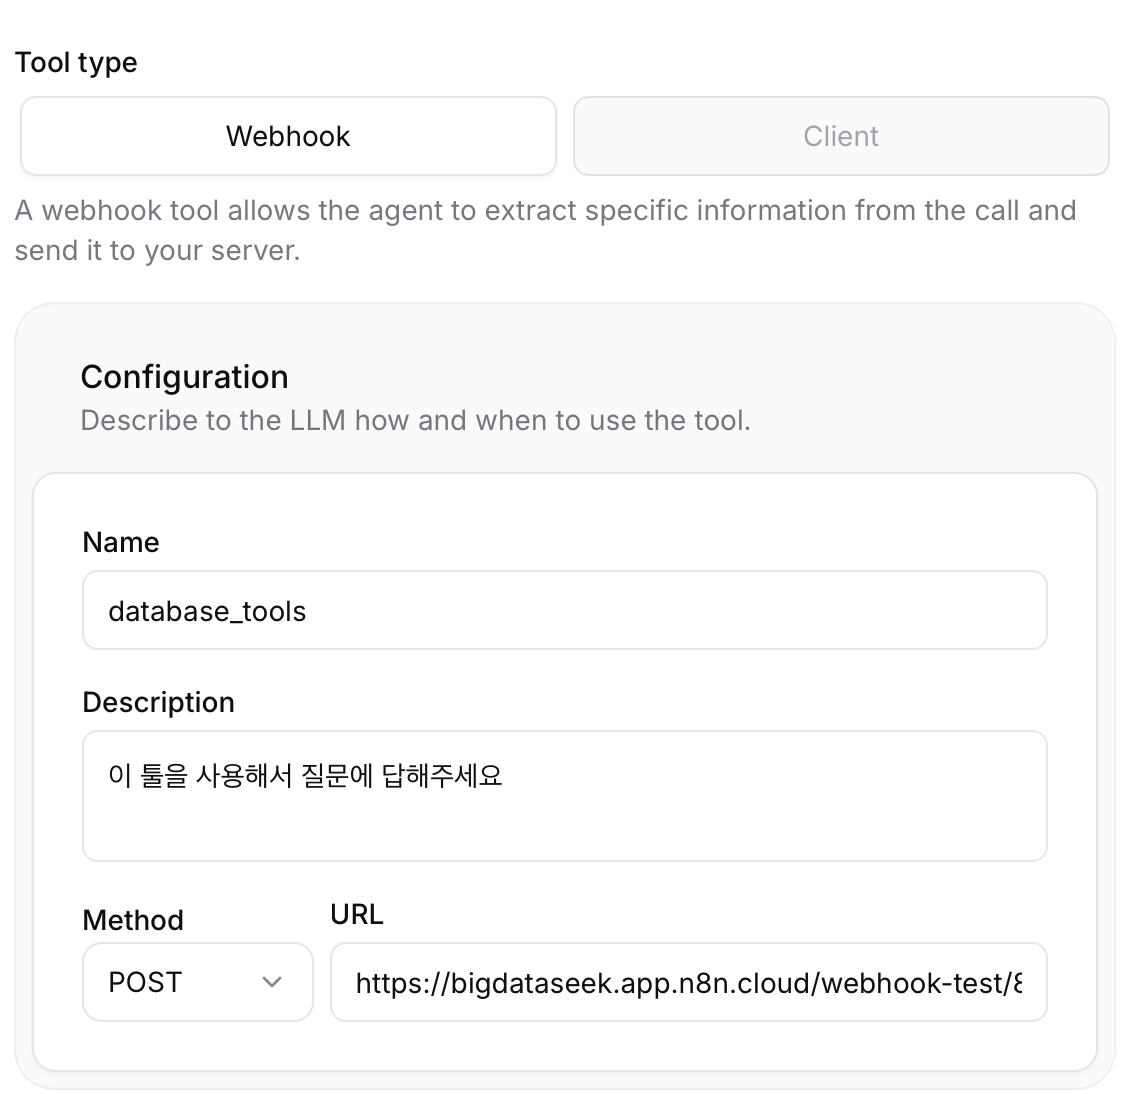 Tool type
Webhook
Client
A webhook tool allows the agent to extract specific information from the call and
send it to your server.
Configuration
Describe to the LLM how and when to use the tool.
Name
database_tools
Description
이 툴을 사용해서 질문에 답해주세요
Method
URL
POST
https://bigdataseek.app.n8n.cloud/webhook-test/8